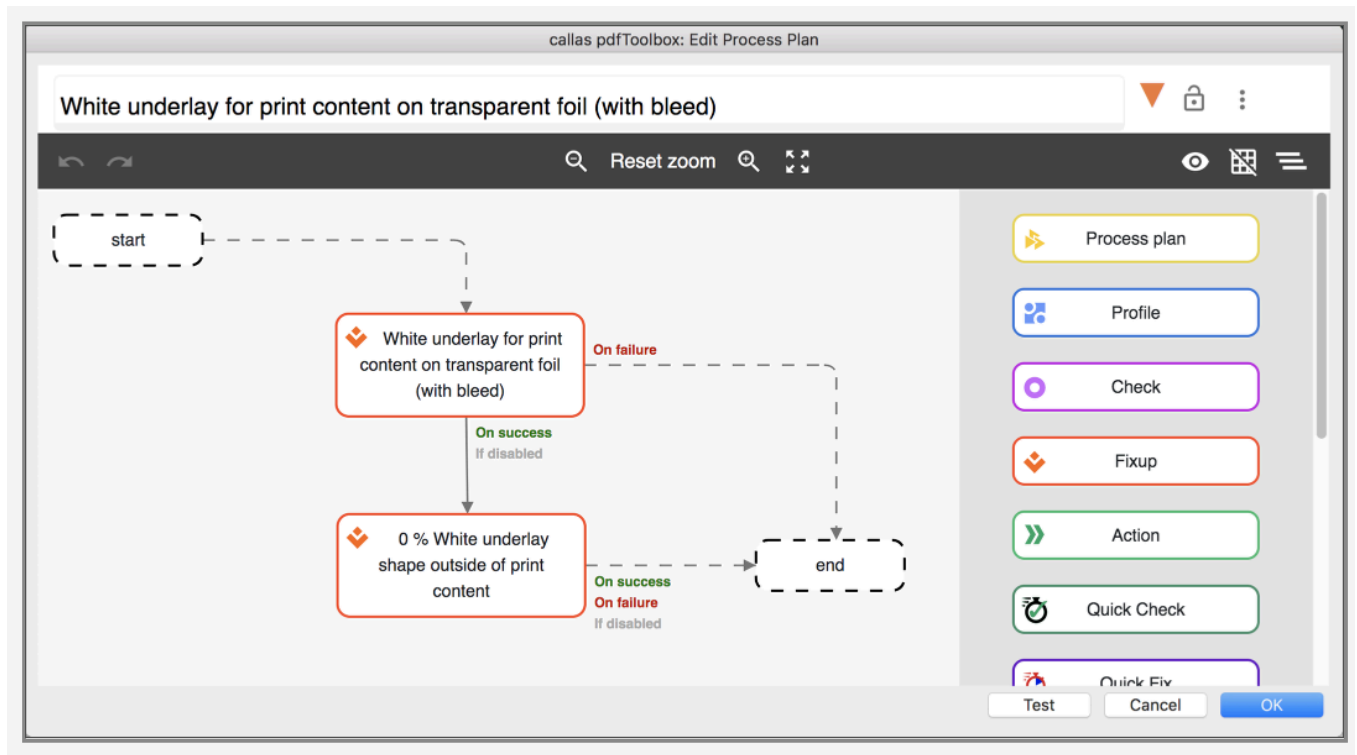 callas pdfToolbox: Edit Process Plan
White underlay for print content on transparent foil (with bleed)
Reset zoom
start
White underlay for print
content on transparent foil
(with bleed)
On failure
On success
If disabled
0 % White underlay
shape outside of print
content
On success
On failure
If disabled
end
Process plan
Profile
Check
Fixup
Action
Quick Check
Quick Fix
Test
Cancel
OK